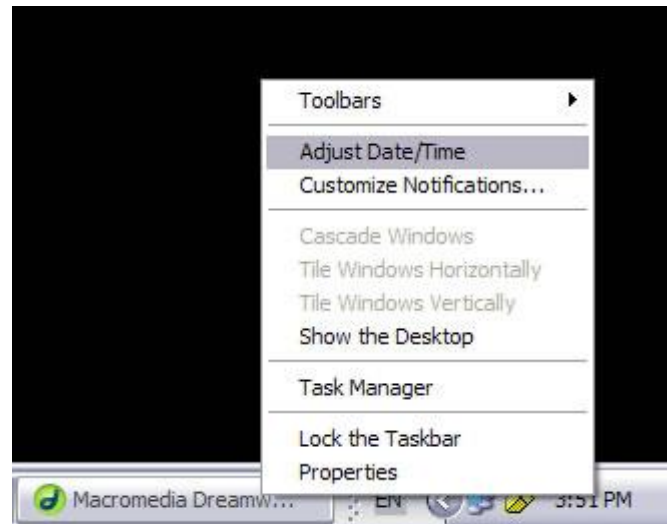 Toolbars
Adjust Date/Time
Customize Notifications...
Cascade Windows
Tile Windows Horizontally
Tile Windows Vertically
Show the Desktop
Task Manager
Lock the Taskbar
Properties
Macromedia Dreamw... EN 3:51 PM